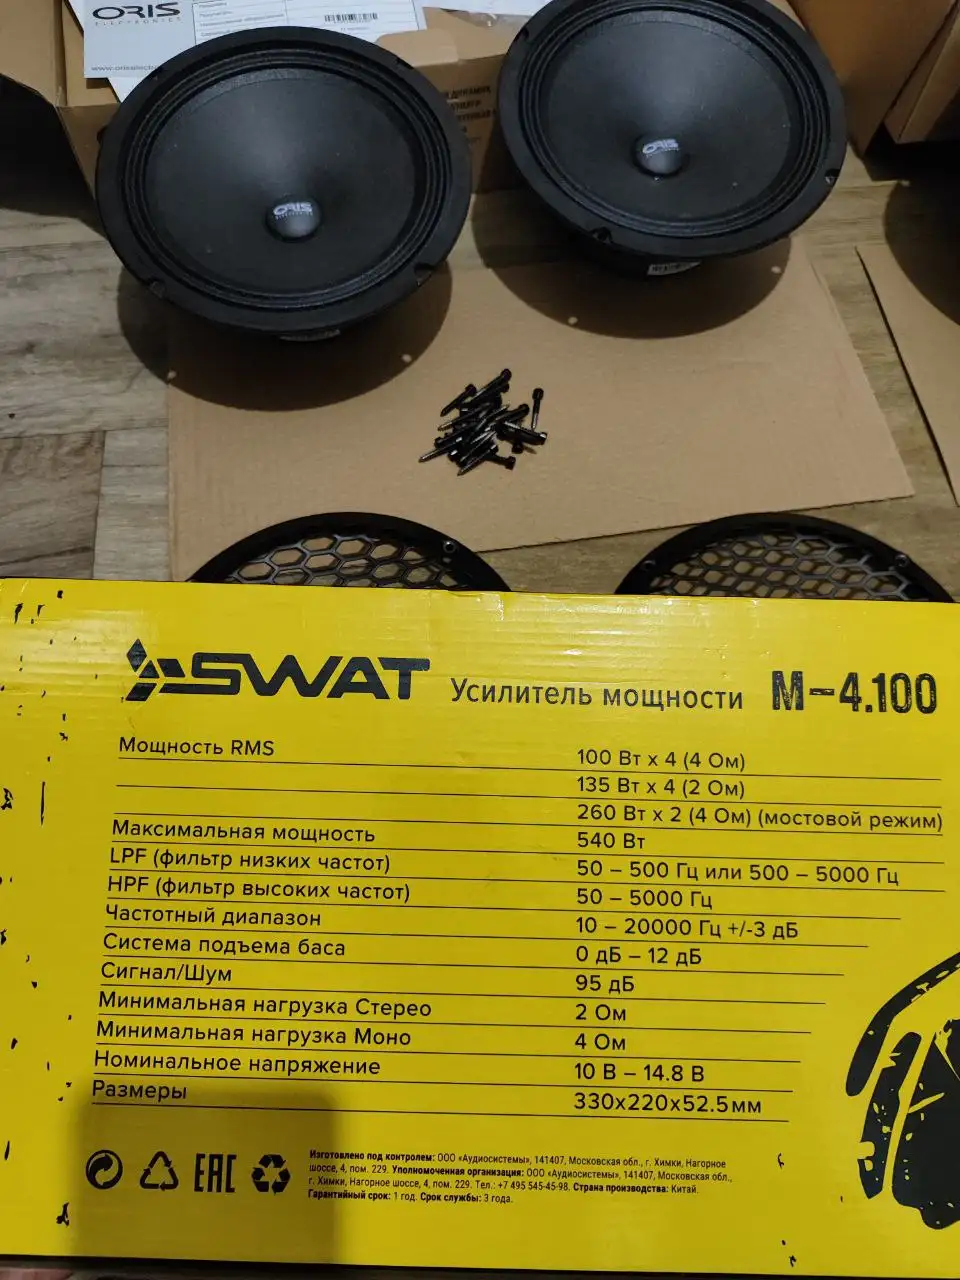 ORIS
ELECTRONICS
ORIS
ORIS
ELECTRONICS
SWAT Усилитель мощности M-4.100
Мощность RMS 100 Вт x 4 (4 Ом)
135 Вт x 4 (2 Ом)
260 Вт x 2 (4 Ом) (мостовой режим)
Максимальная мощность 540 Вт
LPF (фильтр низких частот) 50 – 500 Гц или 500 – 5000 Гц
HPF (фильтр высоких частот) 50 – 5000 Гц
Частотный диапазон 10 – 20000 Гц +/-3 дБ
Система подъема баса 0 дБ – 12 дБ
Сигнал/Шум 95 дБ
Минимальная нагрузка Стерео 2 Ом
Минимальная нагрузка Моно 4 Ом
Номинальное напряжение 10 В – 14.8 В
Размеры 330x220x52.5мм
EAC
Изготовлено под контролем: ООО «Аудиосистемы», 141407, Московская обл., г. Химки, Нагорное
шоссе, 4, пом. 229. Уполномоченная организация: ООО «Аудиосистемы», 141407, Московская обл.,
г. Химки, Нагорное шоссе, 4, пом. 229. Тел.: +7 495 545-45-98. Страна производства: Китай.
Гарантийный срок: 1 год. Срок службы: 3 года.